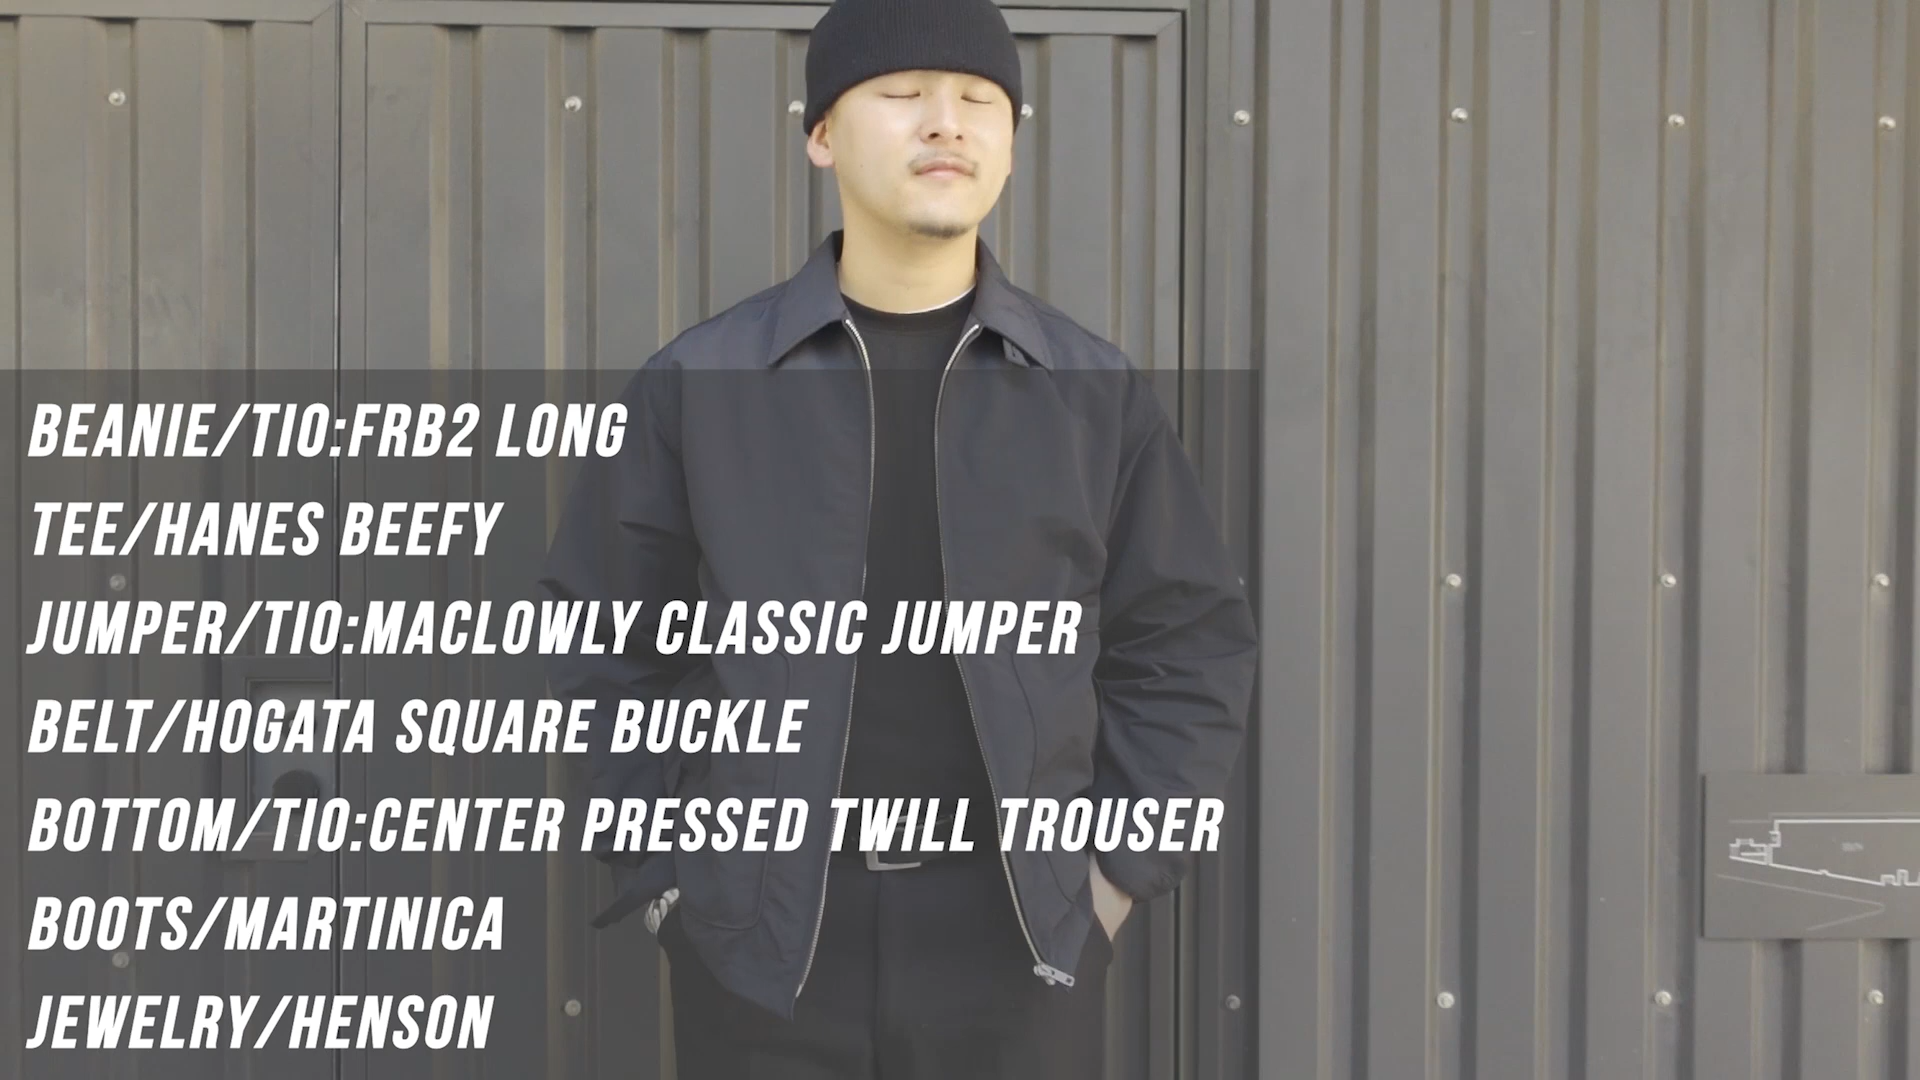 BEANIE/TIO:FRB2 LONG
TEE/HANES BEEFY
JUMPER/TIO:MACLOWLY CLASSIC JUMPER
BELT/HOGATA SQUARE BUCKLE
BOTTOM/TIO:CENTER PRESSED TWILL TROUSER
BOOTS/MARTINICA
JEWELRY/HENSON